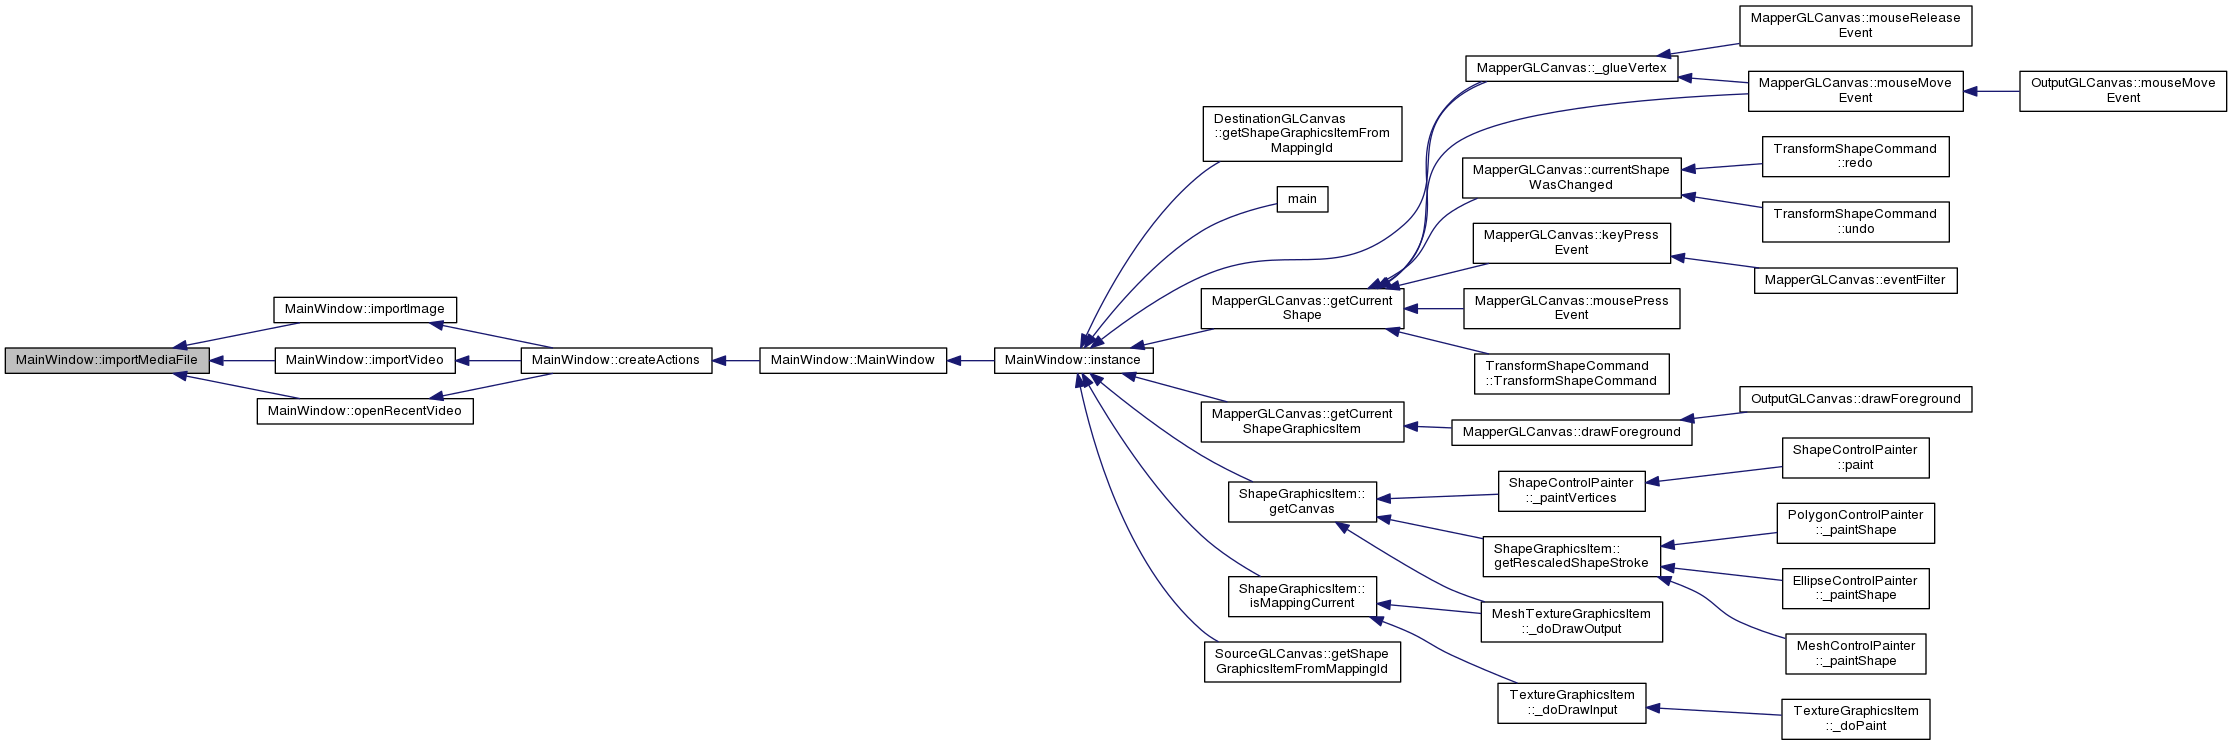 MainWindow::importMediaFile
MainWindow::importImage
MainWindow::importVideo
MainWindow::openRecentVideo
MainWindow::createActions
MainWindow::MainWindow
MainWindow::instance
DestinationGLCanvas
::getShapeGraphicsItemFrom
MappingId
main
MapperGLCanvas::getCurrent
Shape
MapperGLCanvas::getCurrent
ShapeGraphicsItem
ShapeGraphicsItem::
getCanvas
ShapeGraphicsItem::
isMappingCurrent
SourceGLCanvas::getShape
GraphicsItemFromMappingId
MapperGLCanvas::_glueVertex
MapperGLCanvas::currentShape
WasChanged
MapperGLCanvas::keyPress
Event
MapperGLCanvas::mousePress
Event
TransformShapeCommand
::TransformShapeCommand
MapperGLCanvas::drawForeground
ShapeControlPainter
::_paintVertices
ShapeGraphicsItem::
getRescaledShapeStroke
MeshTextureGraphicsItem
::_doDrawOutput
TextureGraphicsItem
::_doDrawInput
MapperGLCanvas::mouseRelease
Event
MapperGLCanvas::mouseMove
Event
TransformShapeCommand
::redo
TransformShapeCommand
::undo
MapperGLCanvas::eventFilter
OutputGLCanvas::drawForeground
ShapeControlPainter
::paint
PolygonControlPainter
::_paintShape
EllipseControlPainter
::_paintShape
MeshControlPainter
::_paintShape
TextureGraphicsItem
::_doPaint
OutputGLCanvas::mouseMove
Event